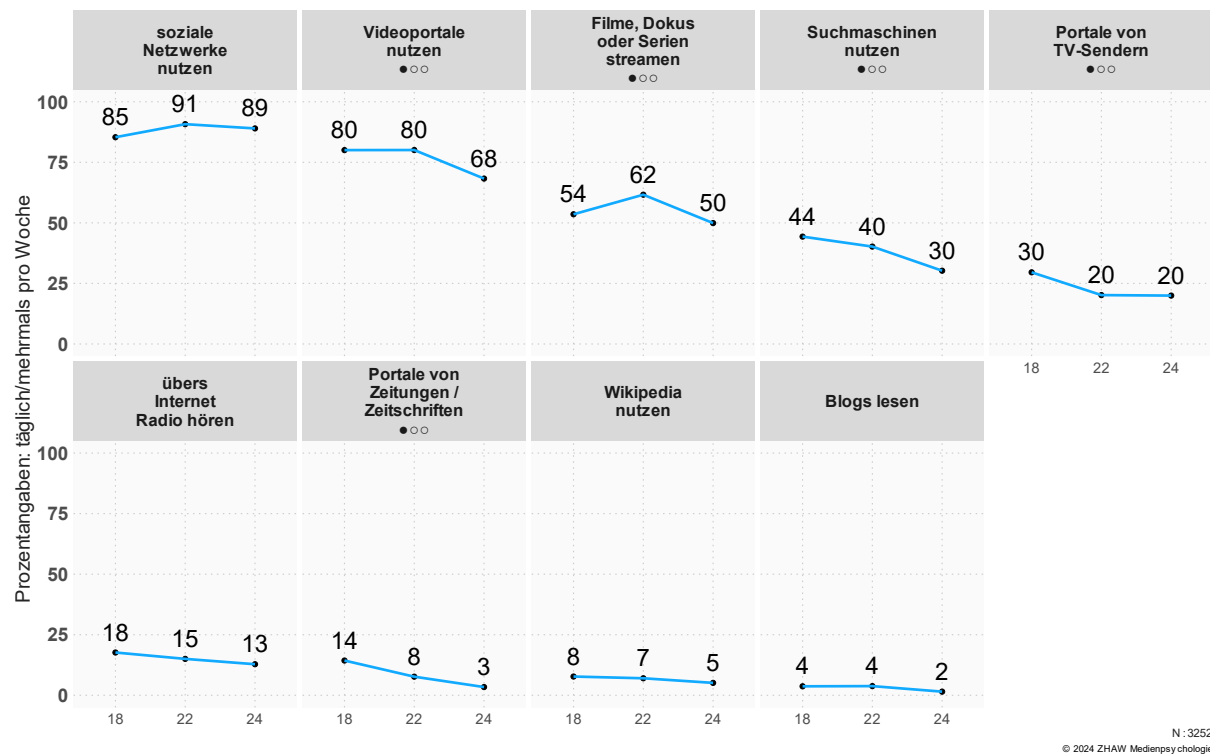 soziale
Netzwerke
nutzen
Videoportale
nutzen
●○○
Filme, Dokus
oder Serien
streamen
●○○
Suchmaschinen
nutzen
●○○
Portale von
TV-Sendern
●○○
Prozentangaben: täglich/mehrmals pro Woche
100
75
50
25
0
85
91
89
80
80
68
54
62
50
44
40
30
30
20
20
18
22
24
übers
Internet
Radio hören
Portale von
Zeitungen /
Zeitschriften
●○○
Wikipedia
nutzen
Blogs lesen
100
75
50
25
0
18
15
13
14
8
3
8
7
5
4
4
2
18
22
24
18
22
24
18
22
24
18
22
24
N : 3252
© 2024 ZHAW Medienpsychologie